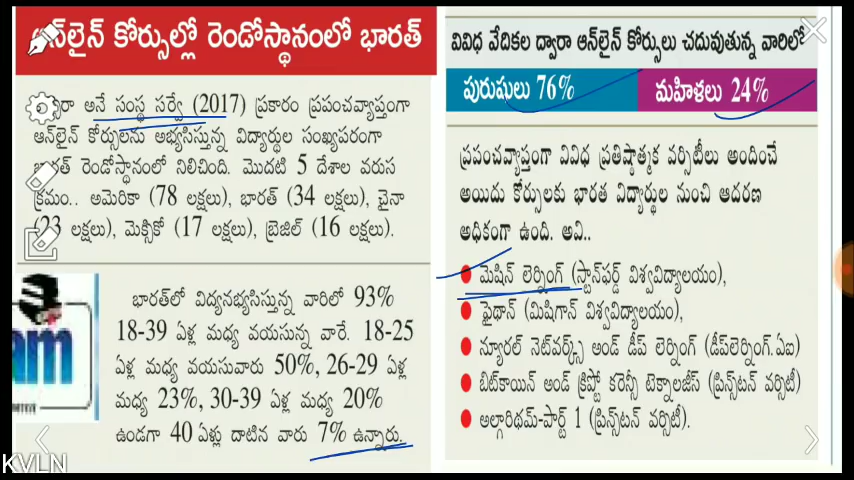 ఆన్‌లైన్ కోర్సుల్లో రెండోస్థానంలో భారత్
అనే సంస్థ సర్వే (2017) ప్రకారం ప్రపంచవ్యాప్తంగా
ఆన్‌లైన్ కోర్సులను అభ్యసిస్తున్న విద్యార్థుల సంఖ్యపరంగా
భారత్ రెండోస్థానంలో నిలిచింది. మొదటి 5 దేశాల వరుస
క్రమం.. అమెరికా (78 లక్షలు), భారత్ (34 లక్షలు), చైనా
(23 లక్షలు), మెక్సికో (17 లక్షలు), బ్రెజిల్ (16 లక్షలు).
భారత్‌లో విద్యనభ్యసిస్తున్న వారిలో 93%
18-39 ఏళ్ల మధ్య వయసున్న వారే. 18-25
ఏళ్ల మధ్య వయసువారు 50%, 26-29 ఏళ్ల
మధ్య 23%, 30-39 ఏళ్ల మధ్య 20%
ఉండగా 40 ఏళ్లు దాటిన వారు 7% ఉన్నారు.
KVLN
వివిధ వేదికల ద్వారా ఆన్‌లైన్ కోర్సులు చదువుతున్న వారిలో
పురుషులు 76% మహిళలు 24%
ప్రపంచవ్యాప్తంగా వివిధ ప్రతిష్ఠాత్మక వర్సిటీలు అందించే
అయిదు కోర్సులకు భారత విద్యార్థుల నుంచి ఆదరణ
అధికంగా ఉంది. అవి..
మెషిన్ లెర్నింగ్ (స్టాన్‌ఫర్డ్ విశ్వవిద్యాలయం),
ఫైథాన్ (మిషిగాన్ విశ్వవిద్యాలయం),
న్యూరల్ నెట్‌వర్క్స్ అండ్ డీప్ లెర్నింగ్ (డీప్‌లెర్నింగ్.ఏఐ)
బిట్‌కాయిన్ అండ్ క్రిప్టో కరెన్సీ టెక్నాలజీస్ (ప్రిన్స్‌టన్ వర్సిటీ)
అల్గారిథమ్-పార్ట్ 1 (ప్రిన్స్‌టన్ వర్సిటీ).